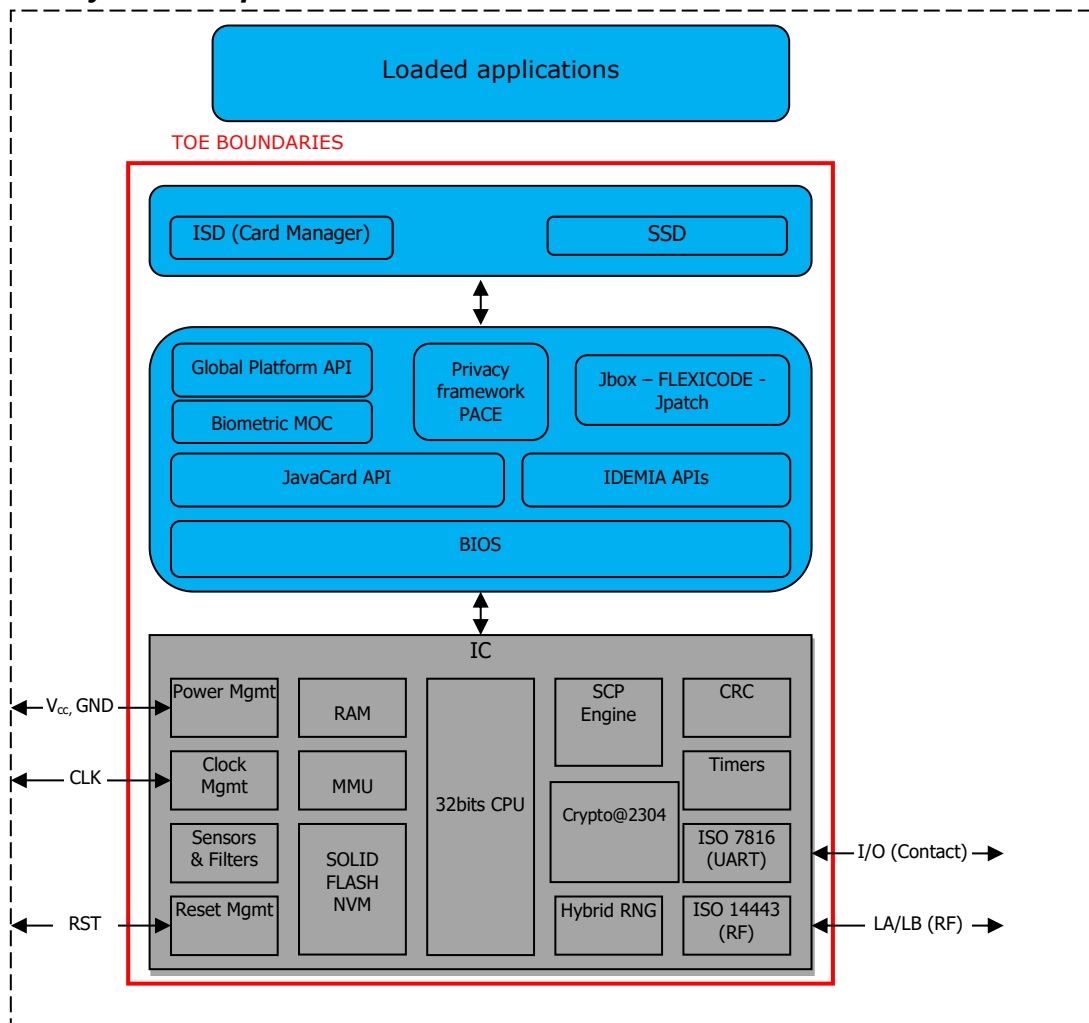 Loaded applications
TOE BOUNDARIES
ISD (Card Manager)
SSD
Global Platform API
Privacy
framework
PACE
Jbox – FLEXICODE -
Jpatch
Biometric MOC
JavaCard API
IDEMIA APIs
BIOS
IC
Power Mgmt
RAM
32bits CPU
SCP
Engine
CRC
Vcc, GND
Clock
Mgmt
MMU
Timers
CLK
Crypto@2304
Sensors
& Filters
SOLID
FLASH
NVM
ISO 7816
(UART)
I/O (Contact)
Reset Mgmt
Hybrid RNG
ISO 14443
(RF)
RST
LA/LB (RF)